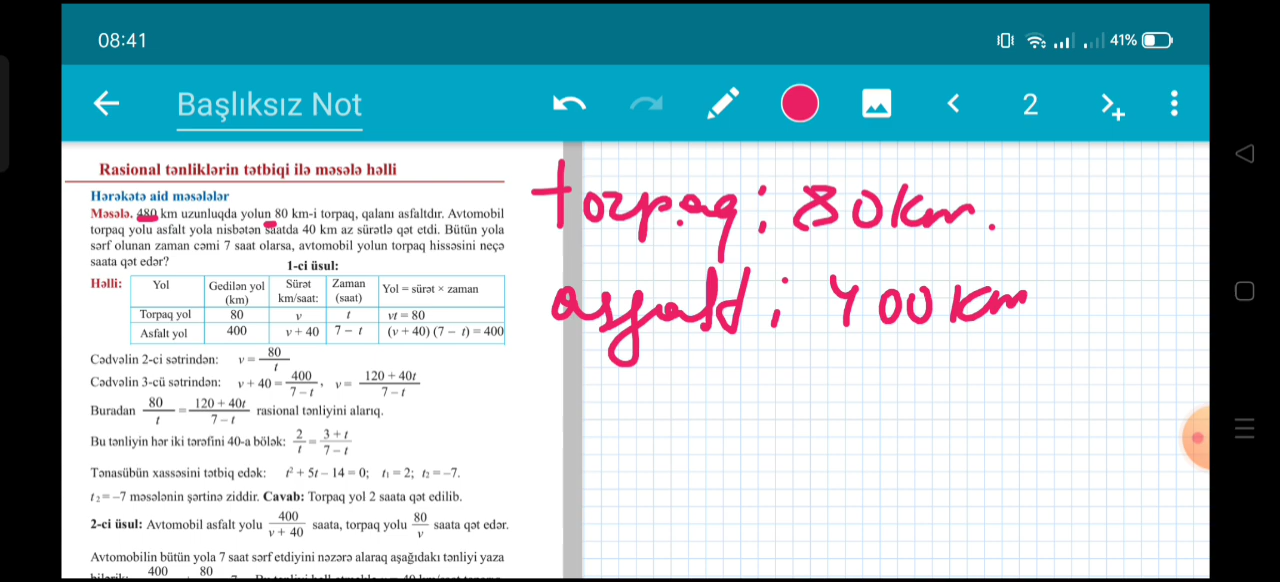 08:41
41%
Başlıksız Not
2
Rasional tənliklərin tətbiqi ilə məsələ həlli
Hərəkətə aid məsələlər
Məsələ. 480 km uzunluqda yolun 80 km-i torpaq, qalanı asfaltdır. Avtomobil
torpaq yolu asfalt yola nisbətən saatda 40 km az sürətlə qət etdi. Bütün yola
sərf olunan zaman cəmi 7 saat olarsa, avtomobil yolun torpaq hissəsini neçə
saata qət edər?
1-ci üsul:
Həlli:
Yol Gedilən yol (km) Sürət km/saat: Zaman (saat) Yol = sürət × zaman
Torpaq yol 80 v t vt = 80
Asfalt yol 400 v + 40 7 – t (v + 40) (7 – t) = 400
Cədvəlin 2-ci sətrindən: v = 80/t
Cədvəlin 3-cü sətrindən: v + 40 = 400/(7 – t), v = (120 + 40t)/(7 – t)
Buradan 80/t = (120 + 40t)/(7 – t) rasional tənliyini alarıq.
Bu tənliyin hər iki tərəfini 40-a bölək: 2/t = (3 + t)/(7 – t)
Tənasübün xassəsini tətbiq edək: t² + 5t – 14 = 0; t₁ = 2; t₂ = –7.
t₂ = –7 məsələnin şərtinə ziddir. Cavab: Torpaq yol 2 saata qət edilib.
2-ci üsul: Avtomobil asfalt yolu 400/(v + 40) saata, torpaq yolu 80/v saata qət edər.
Avtomobilin bütün yola 7 saat sərf etdiyini nəzərə alaraq aşağıdakı tənliyi yaza
400 80
torpaq; 80 km.
asfalt; 400 km